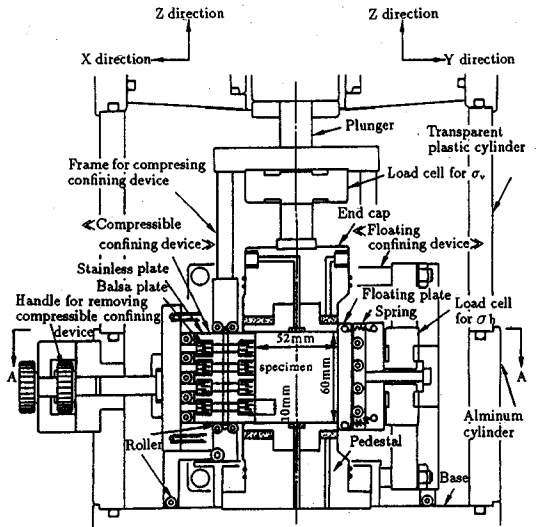 Z direction
Z direction
X direction
Y direction
Plunger
Transparent
plastic cylinder
Frame for compresing
confining device
Load cell for σv
≪Compressible
confining device≫
End cap
≪Floating
confining device≫
Stainless plate
Balsa plate
Floating plate
Spring
Handle for removing
compressible confining
device
Load cell
for σh
52mm
specimen
60mm
10mm
A
A
Roller
Pedestal
Alminum
cylinder
Base